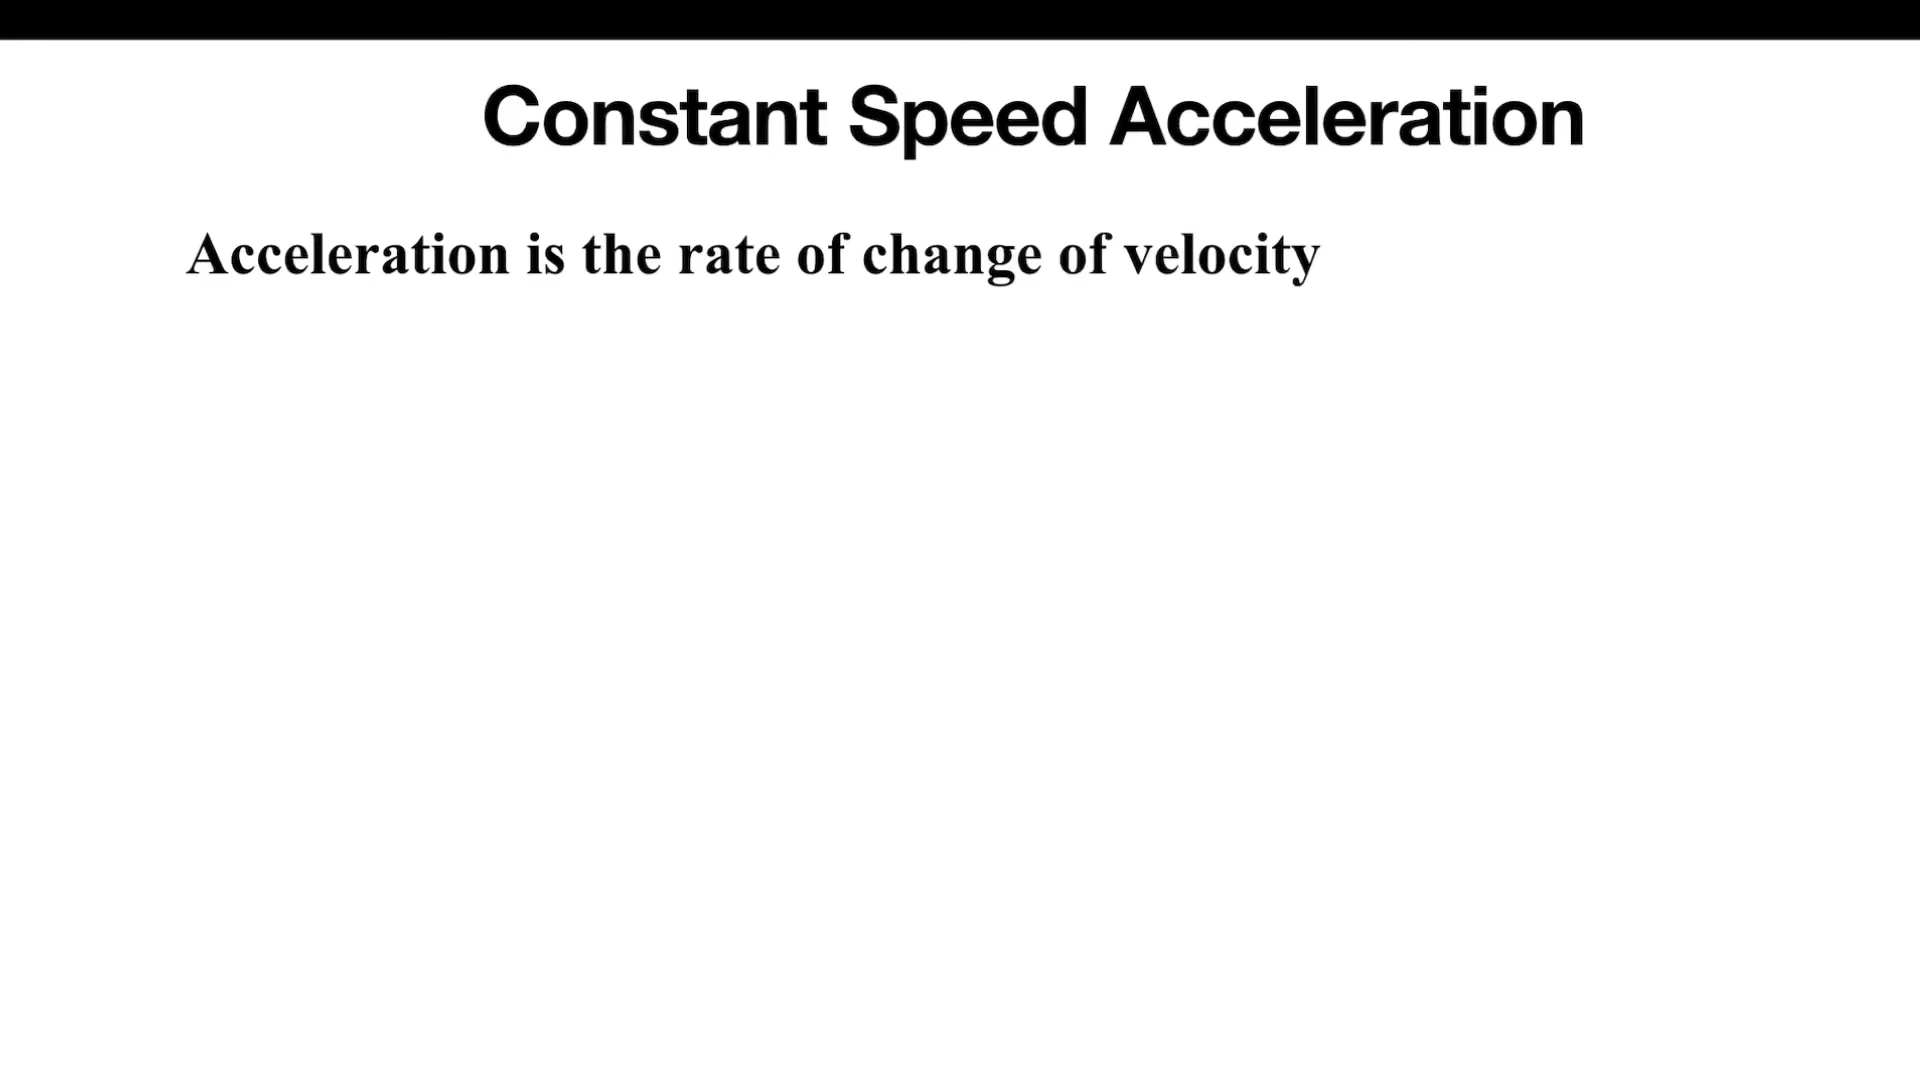 Constant Speed Acceleration
Acceleration is the rate of change of velocity